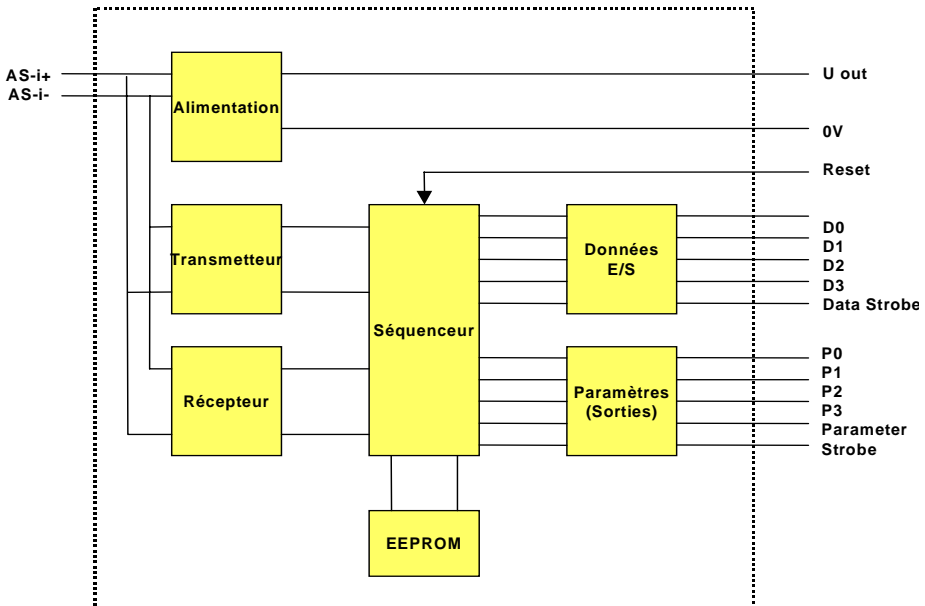 AS-i+
AS-i-
Alimentation
U out
0V
Reset
Transmetteur
Séquenceur
Données
E/S
D0
D1
D2
D3
Data Strobe
Récepteur
Paramètres
(Sorties)
P0
P1
P2
P3
Parameter
Strobe
EEPROM